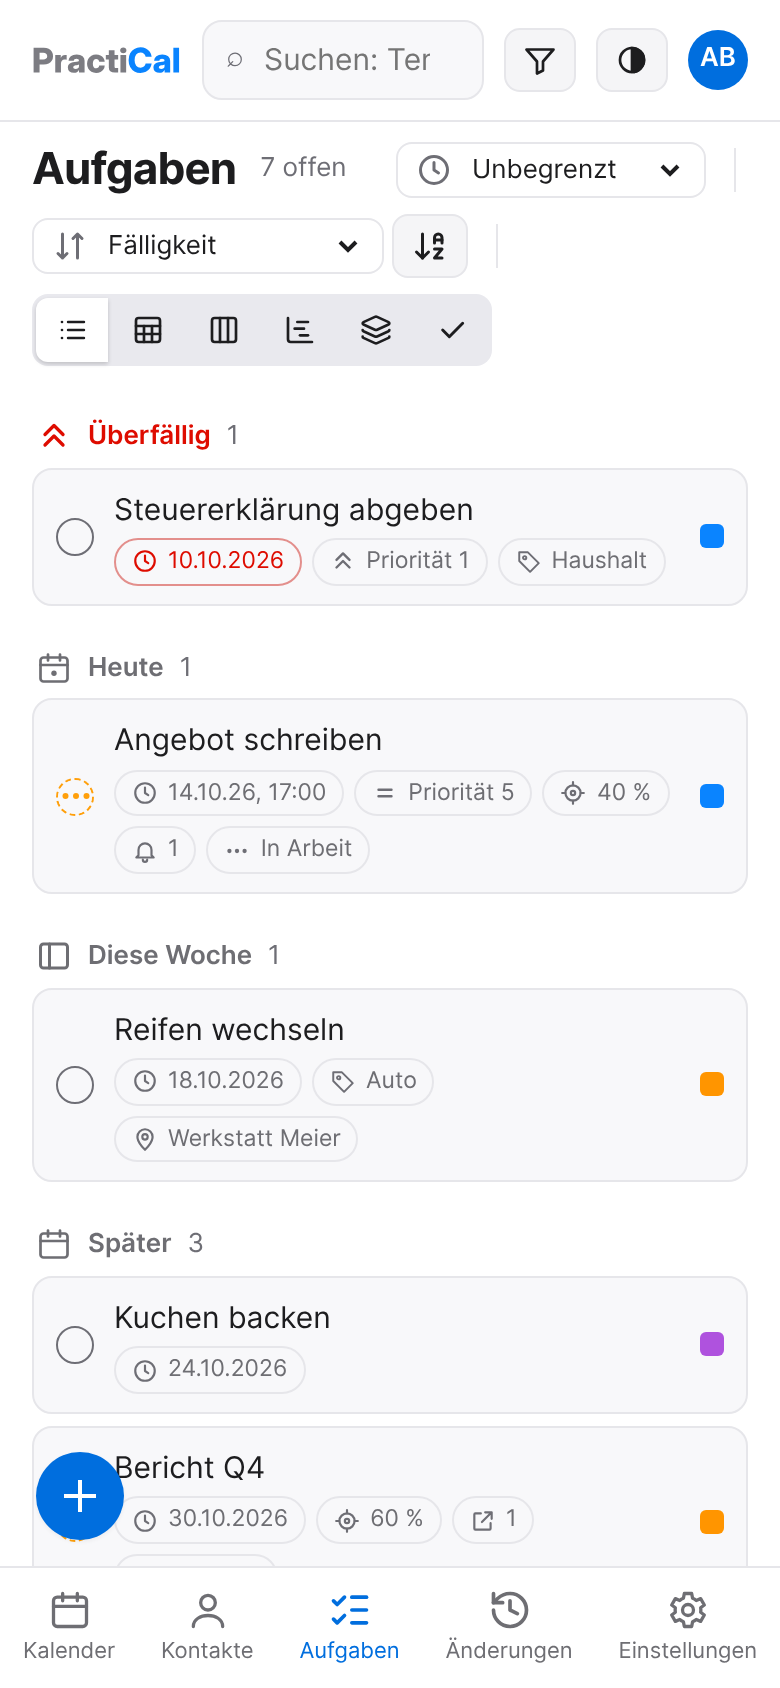 PractiCal Suchen: Ter AB
Aufgaben 7 offen Unbegrenzt
Fälligkeit
Überfällig 1
Steuererklärung abgeben
10.10.2026 Priorität 1 Haushalt
Heute 1
Angebot schreiben
14.10.26, 17:00 Priorität 5 40 %
1 In Arbeit
Diese Woche 1
Reifen wechseln
18.10.2026 Auto
Werkstatt Meier
Später 3
Kuchen backen
24.10.2026
Bericht Q4
30.10.2026 60 % 1
Kalender Kontakte Aufgaben Änderungen Einstellungen